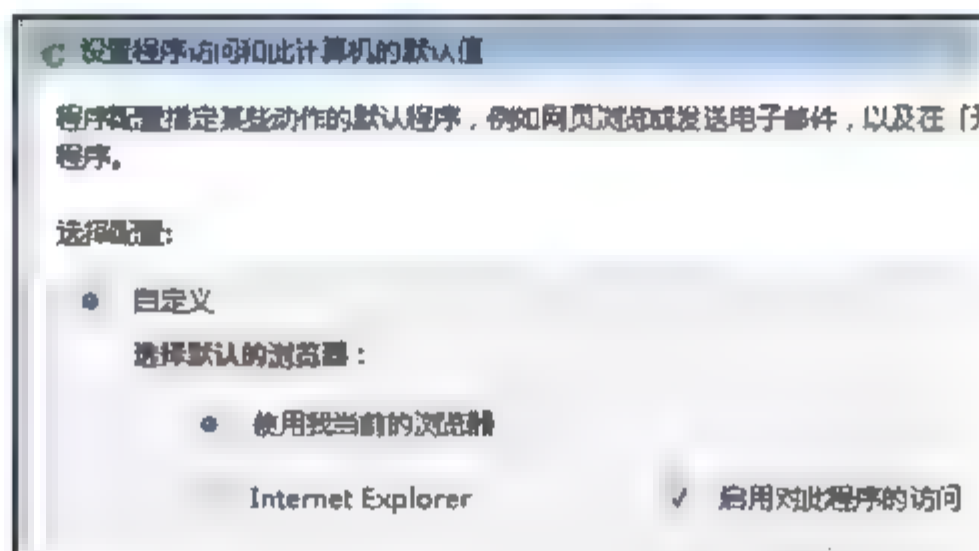 设置程序访问和此计算机的默认值
程序配置指定某些动作的默认程序，例如网页浏览或发送电子邮件，以及在「开
程序。
选择配置:
自定义
选择默认的浏览器：
使用我当前的浏览器
Internet Explorer
启用对此程序的访问